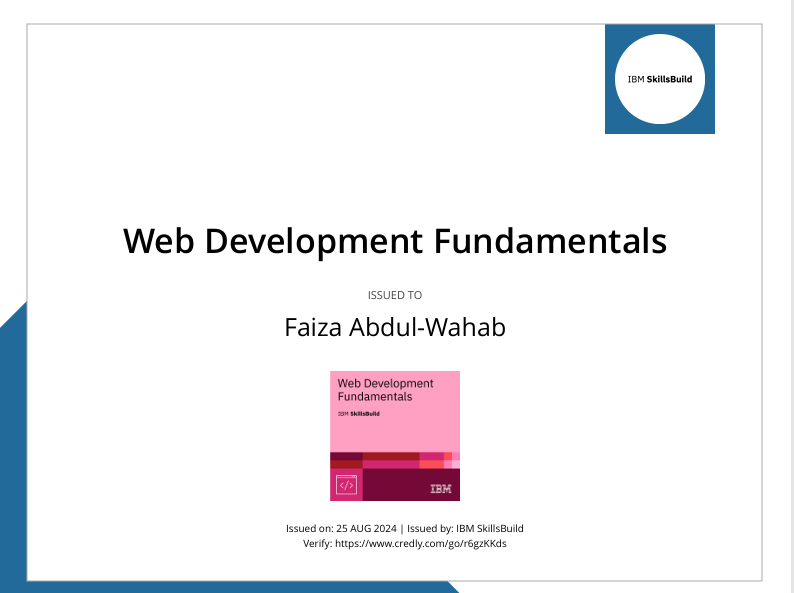 IBM SkillsBuild
Web Development Fundamentals
ISSUED TO
Faiza Abdul-Wahab
Web Development
Fundamentals
IBM SkillsBuild
</>
IBM
Issued on: 25 AUG 2024 | Issued by: IBM SkillsBuild
Verify: https://www.credly.com/go/r6gzKKds